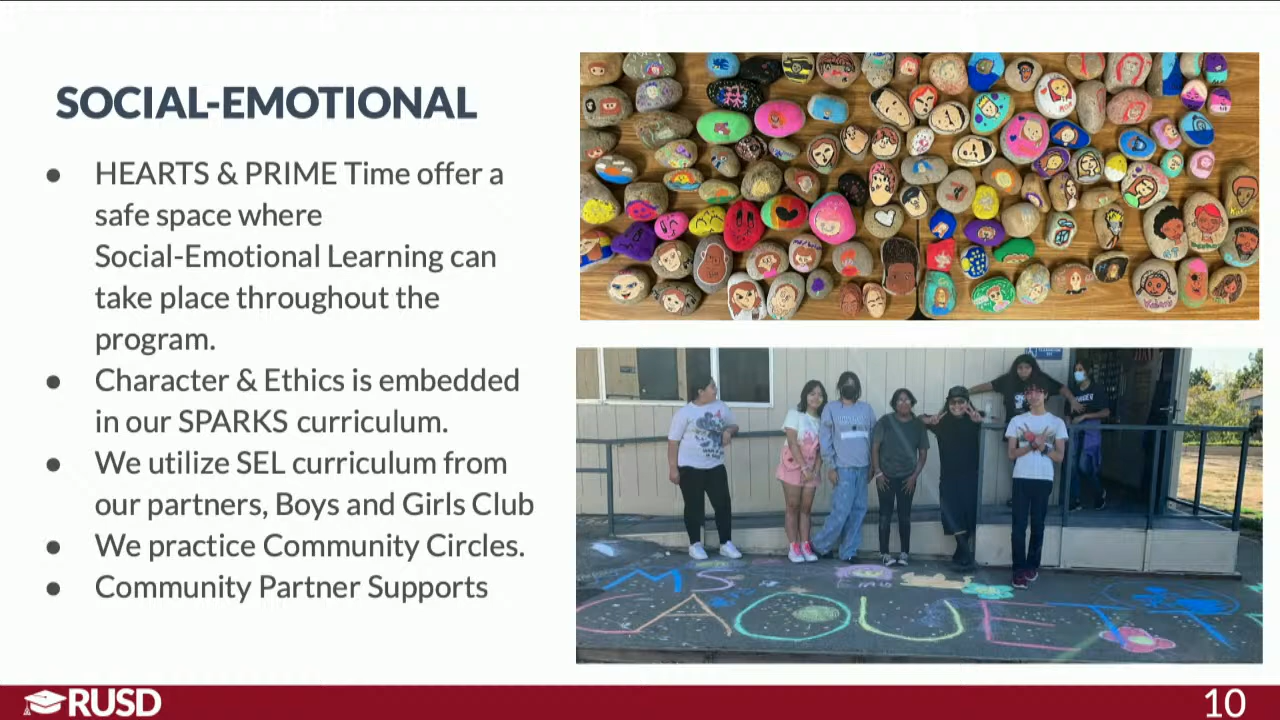 SOCIAL-EMOTIONAL
● HEARTS & PRIME Time offer a
safe space where
Social-Emotional Learning can
take place throughout the
program.
● Character & Ethics is embedded
in our SPARKS curriculum.
● We utilize SEL curriculum from
our partners, Boys and Girls Club
● We practice Community Circles.
● Community Partner Supports
MS
CAOUETT
RUSD
10